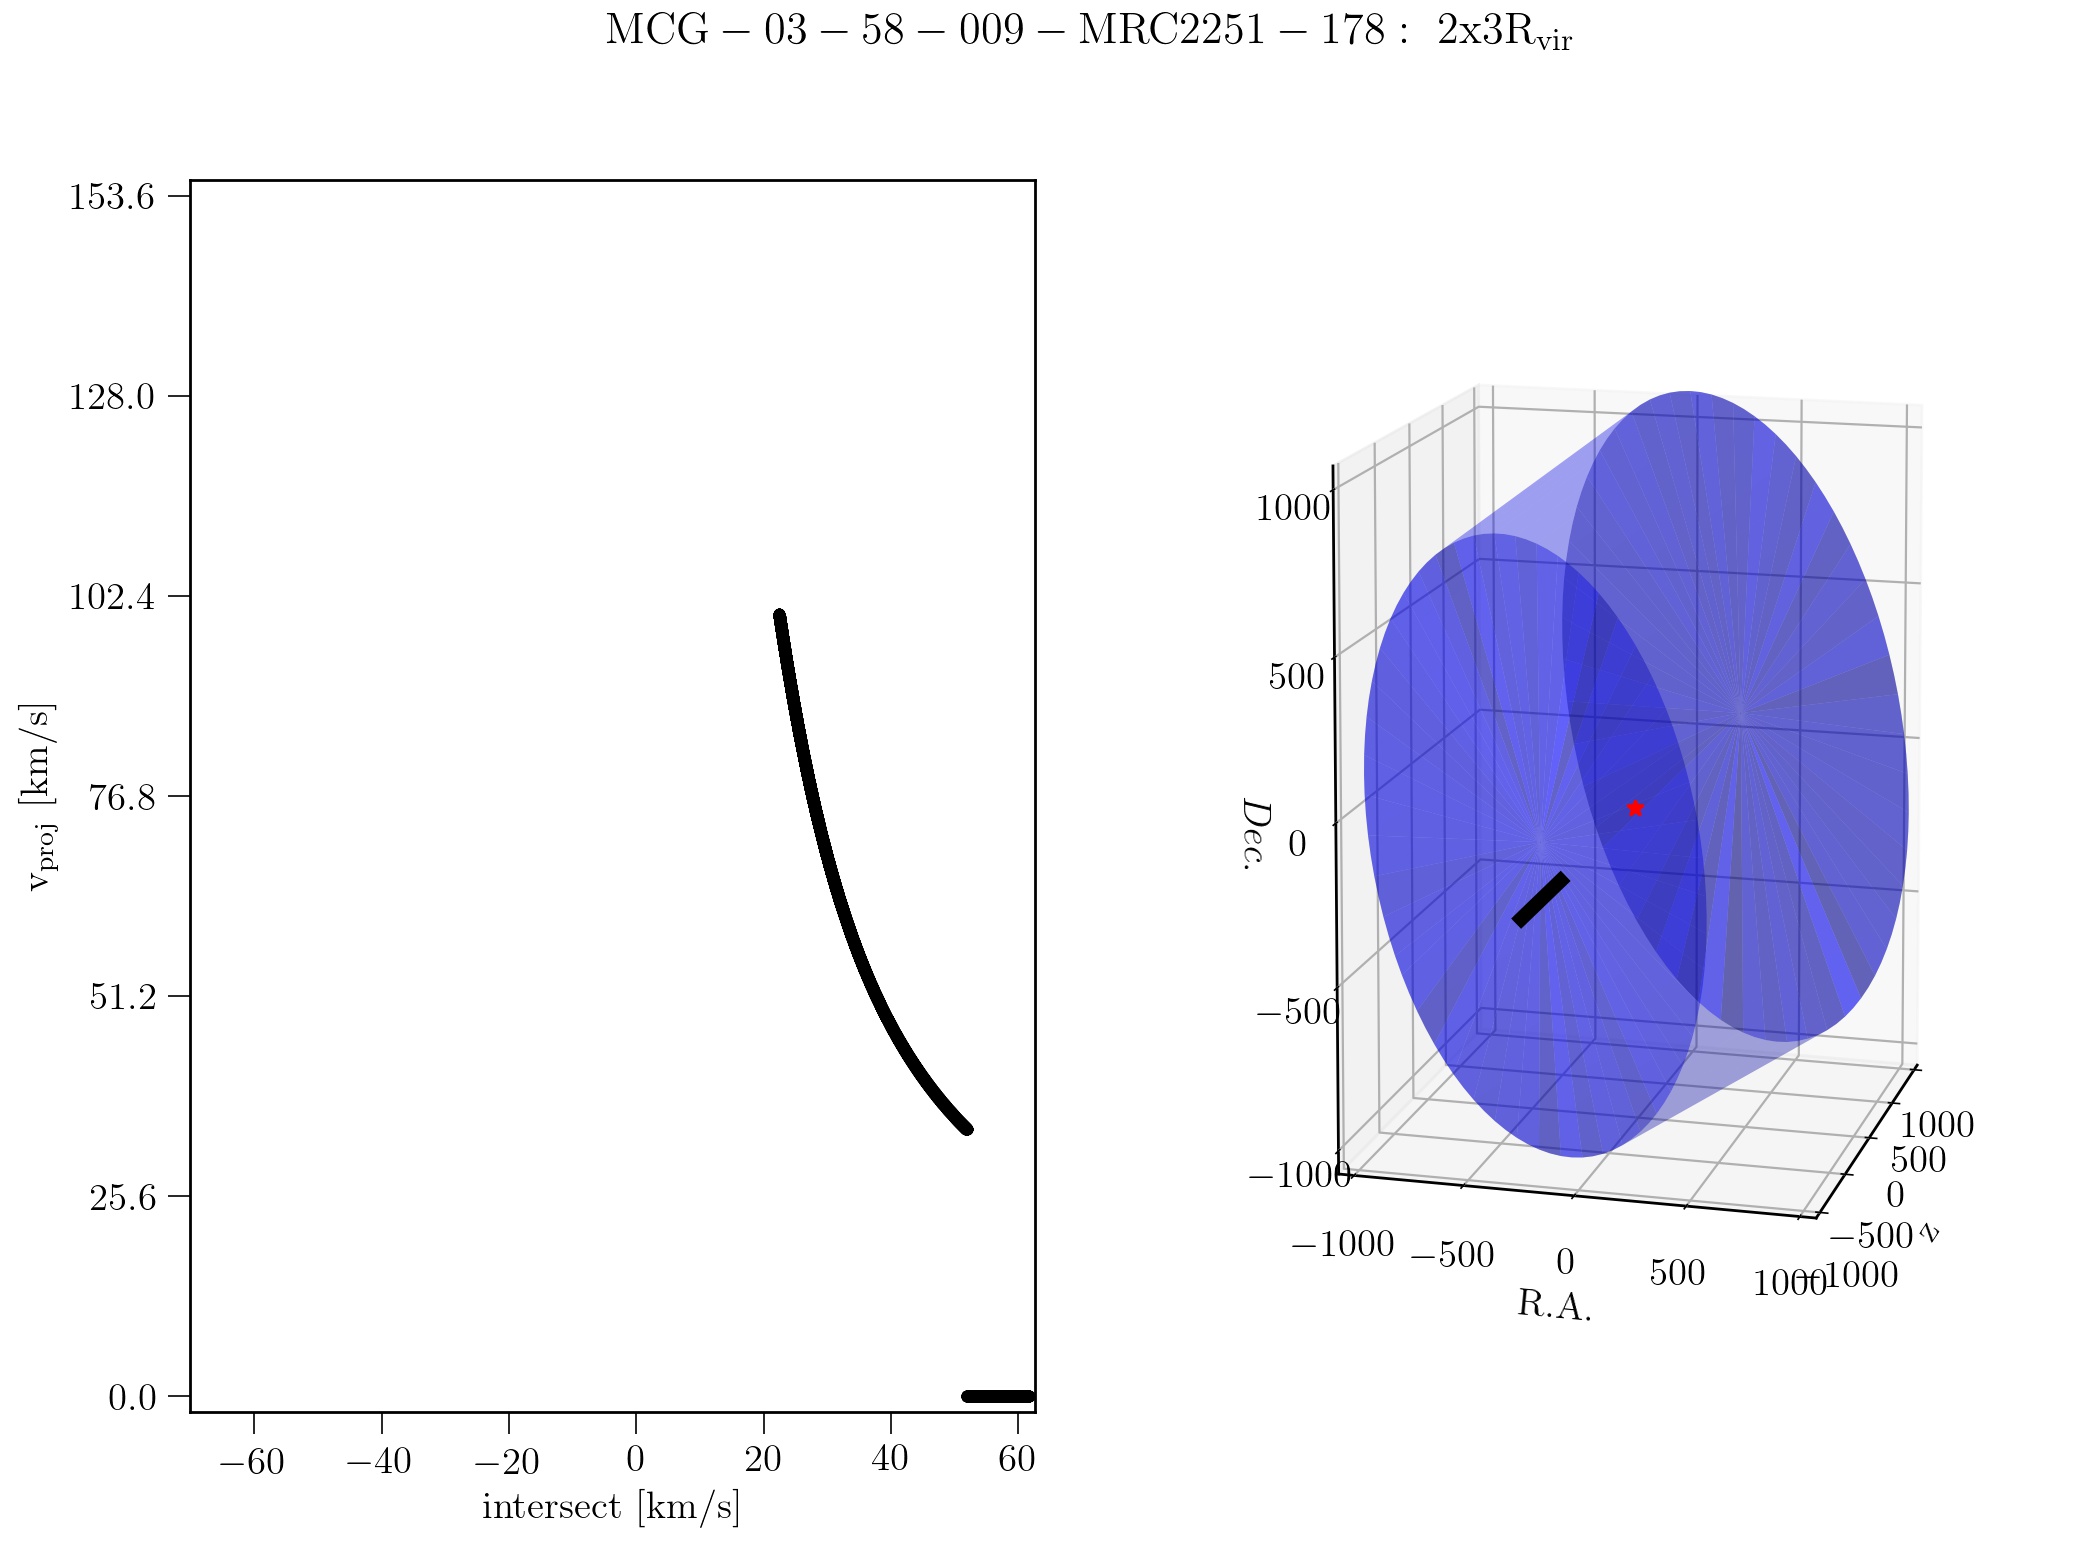 MCG − 03 − 58 − 009 − MRC2251 − 178 : 2x3Rvir
153.6
128.0
102.4
76.8
51.2
25.6
0.0
vproj [km/s]
−60 −40 −20 0 20 40 60
intersect [km/s]
1000
500
0
−500
−1000
Dec.
−1000 −500 0 500 1000
R.A.
1000
500
0
−500
−1000
z